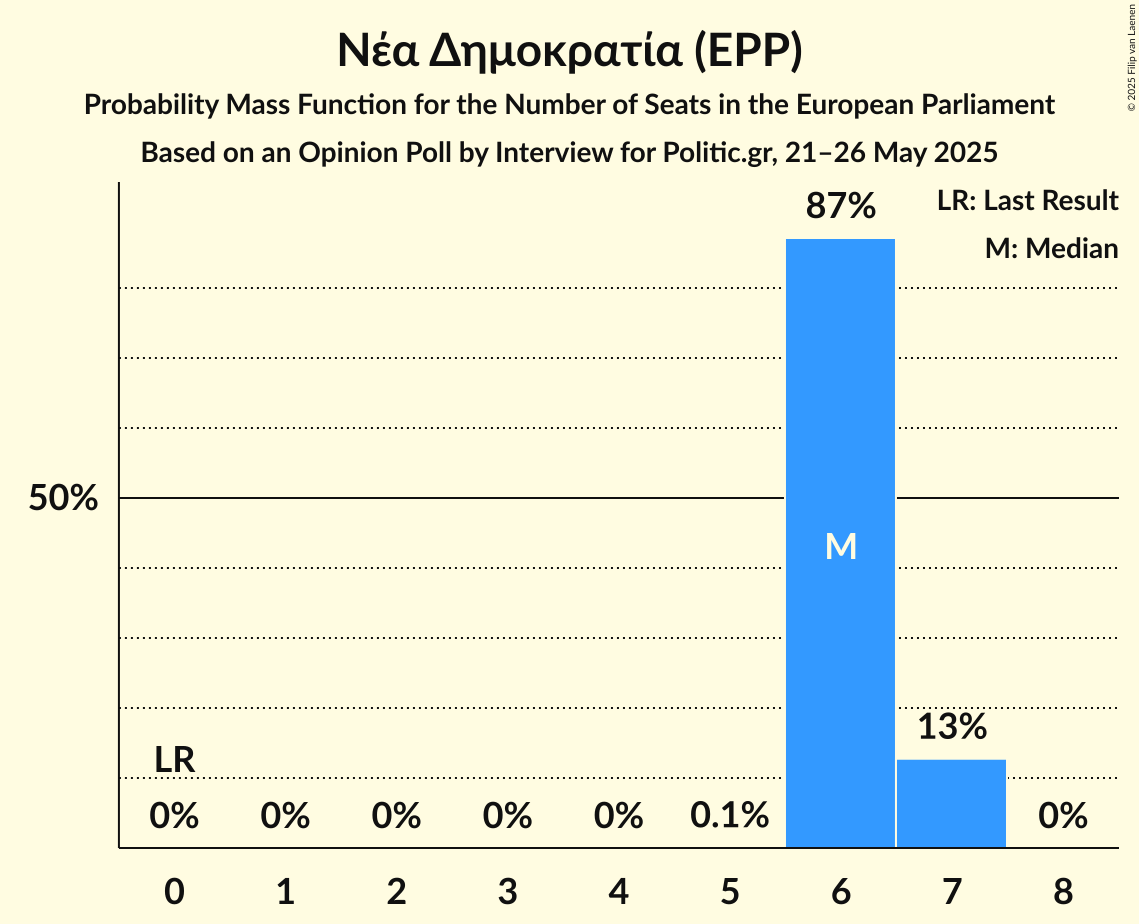 Νέα Δημοκρατία (EPP)
Probability Mass Function for the Number of Seats in the European Parliament
Based on an Opinion Poll by Interview for Politic.gr, 21–26 May 2025
© 2025 Filip van Laenen
LR: Last Result
M: Median
87%
50%
M
13%
LR
0% 0% 0% 0% 0% 0.1% 0%
0 1 2 3 4 5 6 7 8